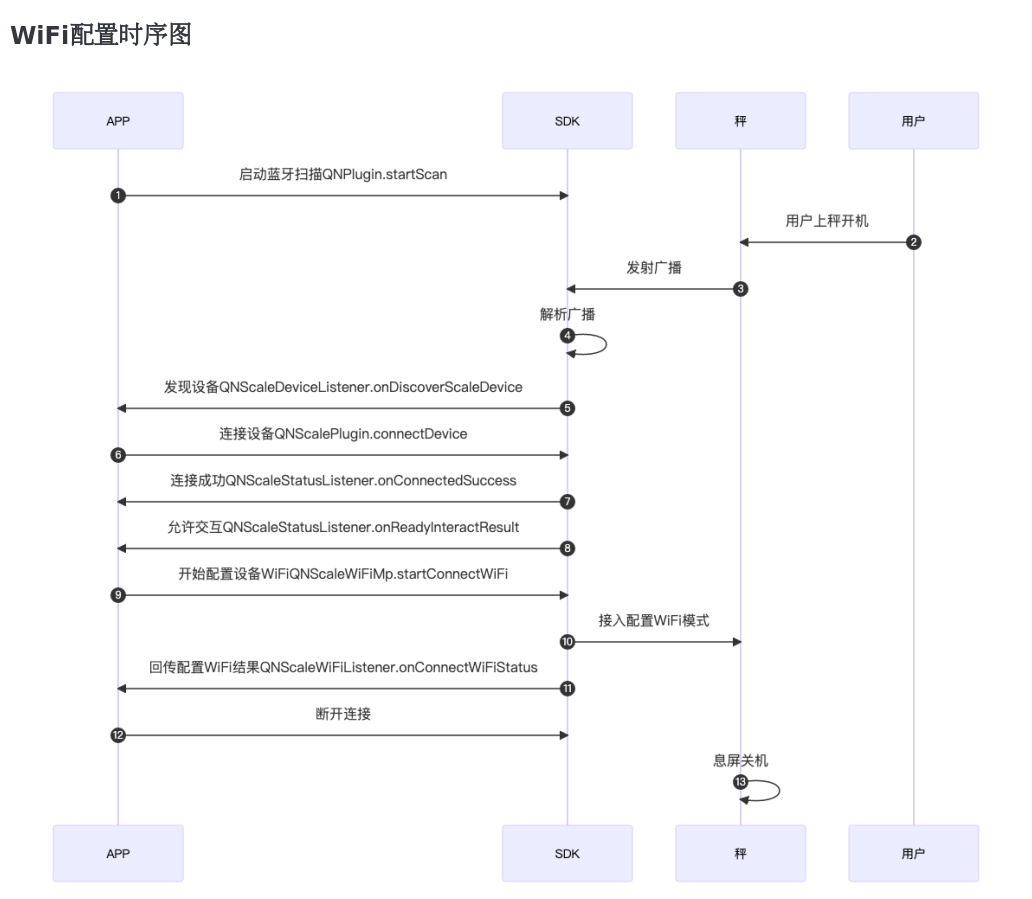 WiFi配置时序图
APP
SDK
秤
用户
启动蓝牙扫描QNPlugin.startScan
1
用户上秤开机
2
发射广播
3
解析广播
4
发现设备QNScaleDeviceListener.onDiscoverScaleDevice
5
连接设备QNScalePlugin.connectDevice
6
连接成功QNScaleStatusListener.onConnectedSuccess
7
允许交互QNScaleStatusListener.onReadyInteractResult
8
开始配置设备WiFiQNScaleWiFiMp.startConnectWiFi
9
接入配置WiFi模式
10
回传配置WiFi结果QNScaleWiFiListener.onConnectWiFiStatus
11
断开连接
12
息屏关机
13
APP
SDK
秤
用户